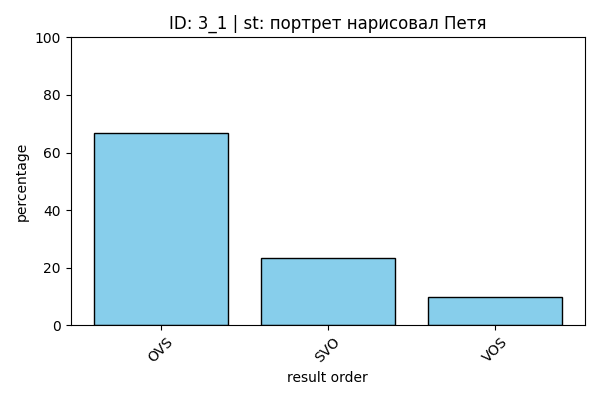 ID: 3_1 | st: портрет нарисовал Петя
percentage
100
80
60
40
20
0
OVS
SVO
VOS
result order